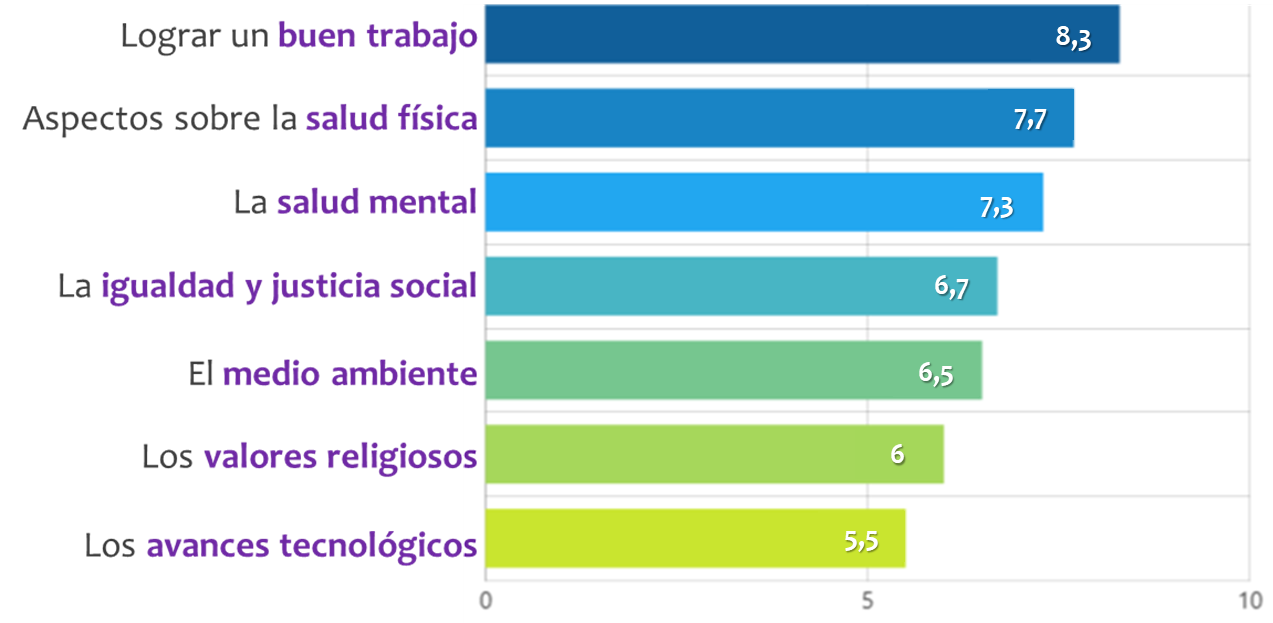 Lograr un buen trabajo 8,3
Aspectos sobre la salud física 7,7
La salud mental 7,3
La igualdad y justicia social 6,7
El medio ambiente 6,5
Los valores religiosos 6
Los avances tecnológicos 5,5
0 5 10